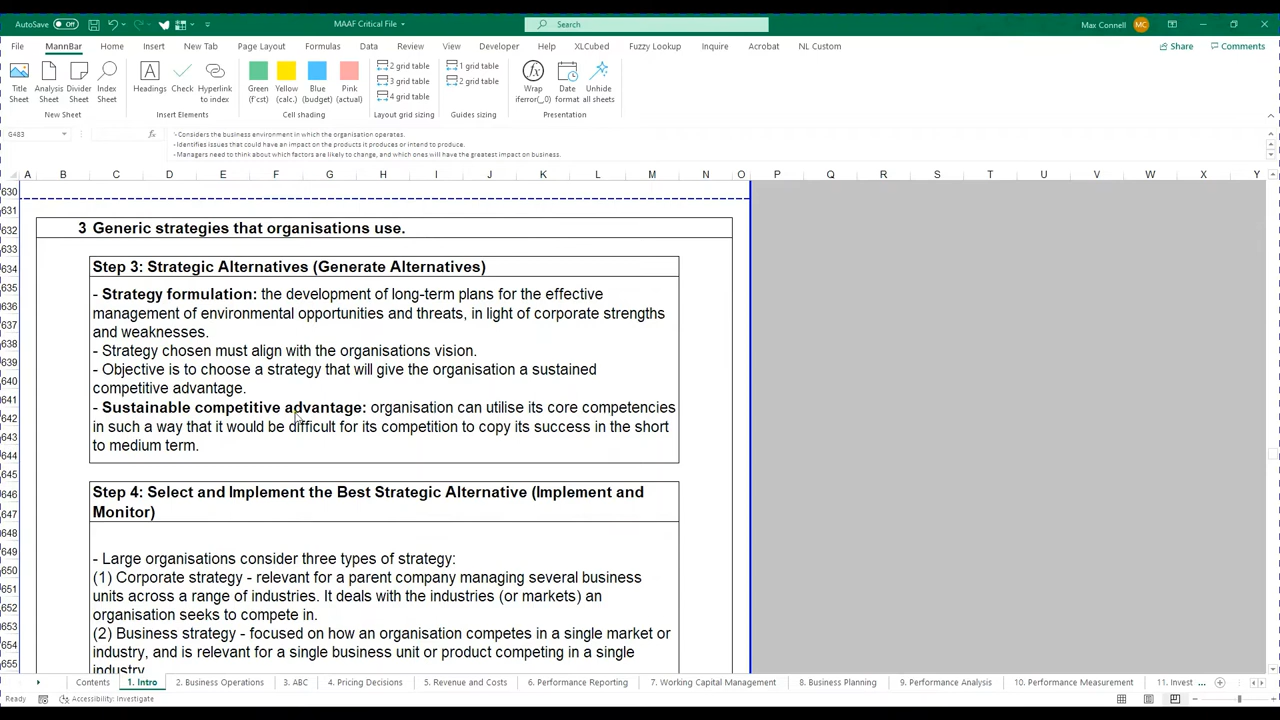 AutoSave Off MAAF Critical File Search Max Connell MC
File MannBar Home Insert New Tab Page Layout Formulas Data Review View Developer Help XLCubed Fuzzy Lookup Inquire Acrobat NL Custom Share Comments
Title Sheet Analysis Sheet Divider Sheet Index Sheet Headings Check Hyperlink to index Green (f'cst) Yellow (calc.) Blue (budget) Pink (actual) 2 grid table 3 grid table 4 grid table 1 grid table 2 grid table Wrap iferror(,,0) Date format Unhide all sheets
New Sheet Insert Elements Cell shading Layout grid sizing Guides sizing Presentation
G483 fx '- Considers the business environment in which the organisation operates.
- Identifies issues that could have an impact on the products it produces or intend to produce.
- Managers need to think about which factors are likely to change, and which ones will have the greatest impact on business.
A B C D E F G H I J K L M N O P Q R S T U V W X Y
630
631
632 3 Generic strategies that organisations use.
633
634 Step 3: Strategic Alternatives (Generate Alternatives)
635 - Strategy formulation: the development of long-term plans for the effective
636 management of environmental opportunities and threats, in light of corporate strengths
637 and weaknesses.
638 - Strategy chosen must align with the organisations vision.
639 - Objective is to choose a strategy that will give the organisation a sustained
640 competitive advantage.
641 - Sustainable competitive advantage: organisation can utilise its core competencies
642 in such a way that it would be difficult for its competition to copy its success in the short
643 to medium term.
644
645
646 Step 4: Select and Implement the Best Strategic Alternative (Implement and
647 Monitor)
648
649 - Large organisations consider three types of strategy:
650 (1) Corporate strategy - relevant for a parent company managing several business
651 units across a range of industries. It deals with the industries (or markets) an
652 organisation seeks to compete in.
653 (2) Business strategy - focused on how an organisation competes in a single market or
654 industry, and is relevant for a single business unit or product competing in a single
655 industry.
Contents 1. Intro 2. Business Operations 3. ABC 4. Pricing Decisions 5. Revenue and Costs 6. Performance Reporting 7. Working Capital Management 8. Business Planning 9. Performance Analysis 10. Performance Measurement 11. Invest ...
Ready Accessibility: Investigate